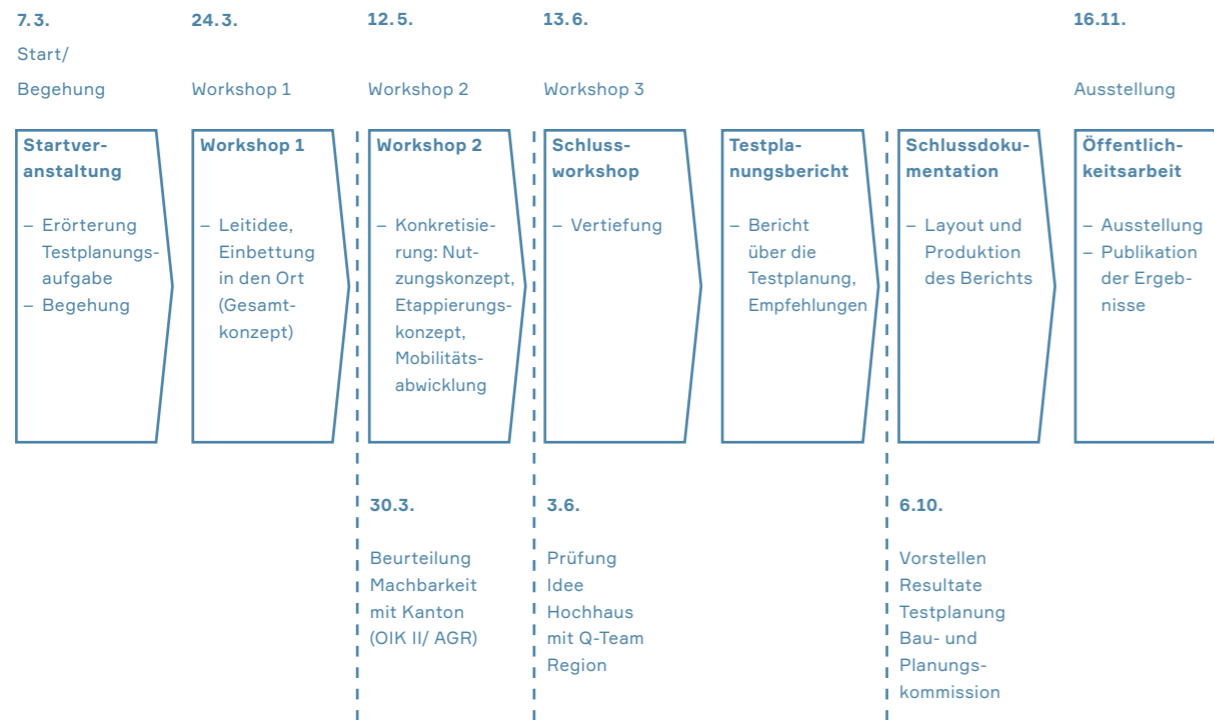 7.3.
Start/
Begehung
24.3.
Workshop 1
12.5.
Workshop 2
13.6.
Workshop 3
16.11.
Ausstellung
Startver-
anstaltung
– Erörterung
Testplanungs-
aufgabe
– Begehung
Workshop 1
– Leitidee,
Einbettung
in den Ort
(Gesamt-
konzept)
Workshop 2
– Konkretisie-
rung: Nut-
zungskonzept,
Etappierungs-
konzept,
Mobilitäts-
abwicklung
Schluss-
workshop
– Vertiefung
Testpla-
nungsbericht
– Bericht
über die
Testplanung,
Empfehlungen
Schlussdoku-
mentation
– Layout und
Produktion
des Berichts
Öffentlich-
keitsarbeit
– Ausstellung
– Publikation
der Ergeb-
nisse
30.3.
Beurteilung
Machbarkeit
mit Kanton
(OIK II/ AGR)
3.6.
Prüfung
Idee
Hochhaus
mit Q-Team
Region
6.10.
Vorstellen
Resultate
Testplanung
Bau- und
Planungs-
kommission